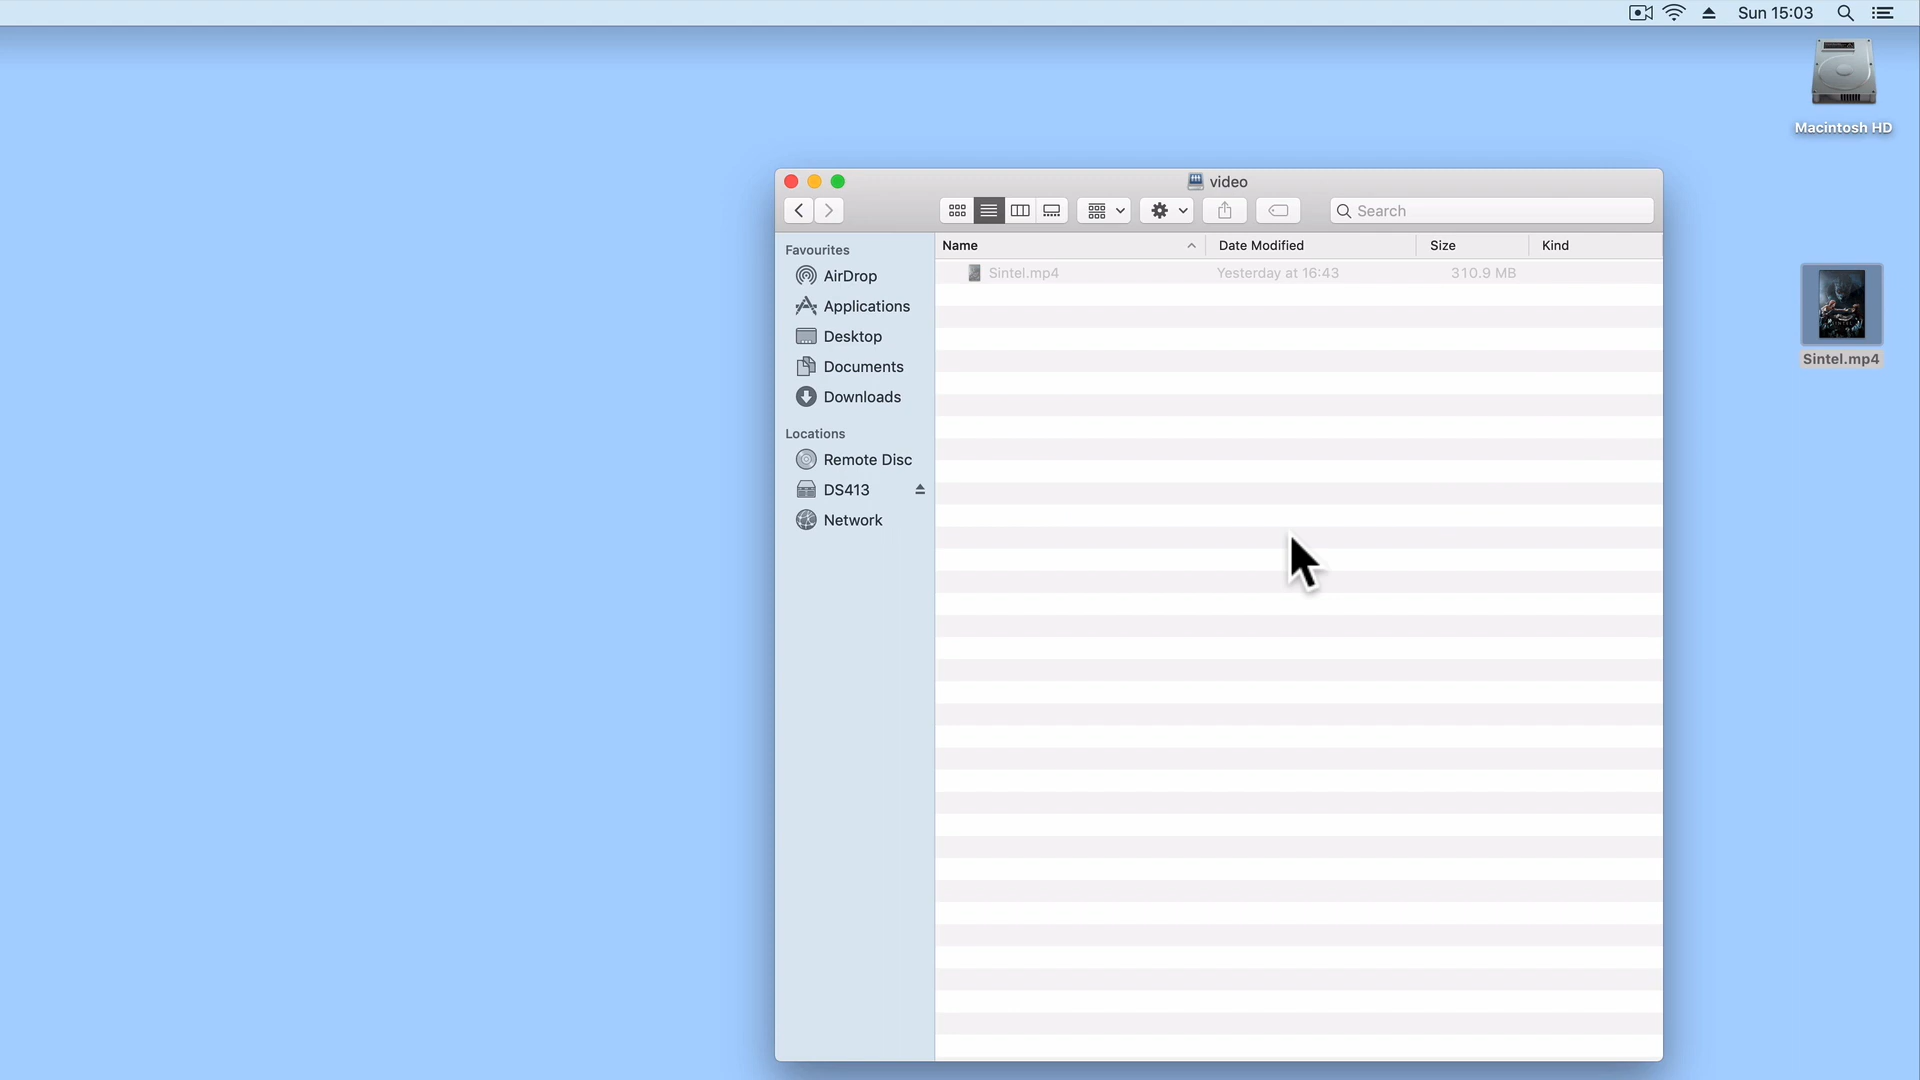 Sun 15:03
Macintosh HD
video
Search
Favourites
AirDrop
Applications
Desktop
Documents
Downloads
Locations
Remote Disc
DS413
Network
Name Date Modified Size Kind
Sintel.mp4 Yesterday at 16:43 310.9 MB
Sintel.mp4